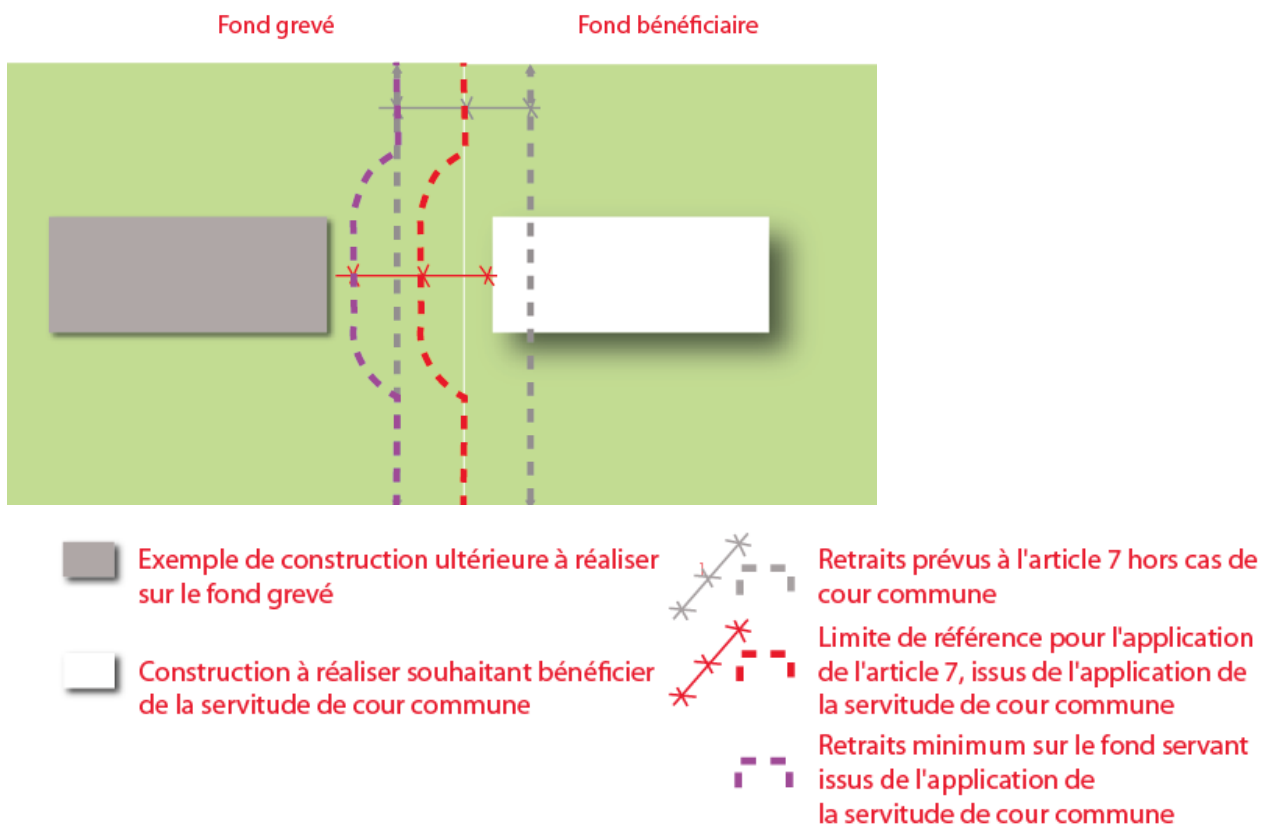 Fond grevé
Fond bénéficiaire
Exemple de construction ultérieure à réaliser
sur le fond grevé
Construction à réaliser souhaitant bénéficier
de la servitude de cour commune
Retraits prévus à l'article 7 hors cas de
cour commune
Limite de référence pour l'application
de l'article 7, issus de l'application de
la servitude de cour commune
Retraits minimum sur le fond servant
issus de l'application de
la servitude de cour commune